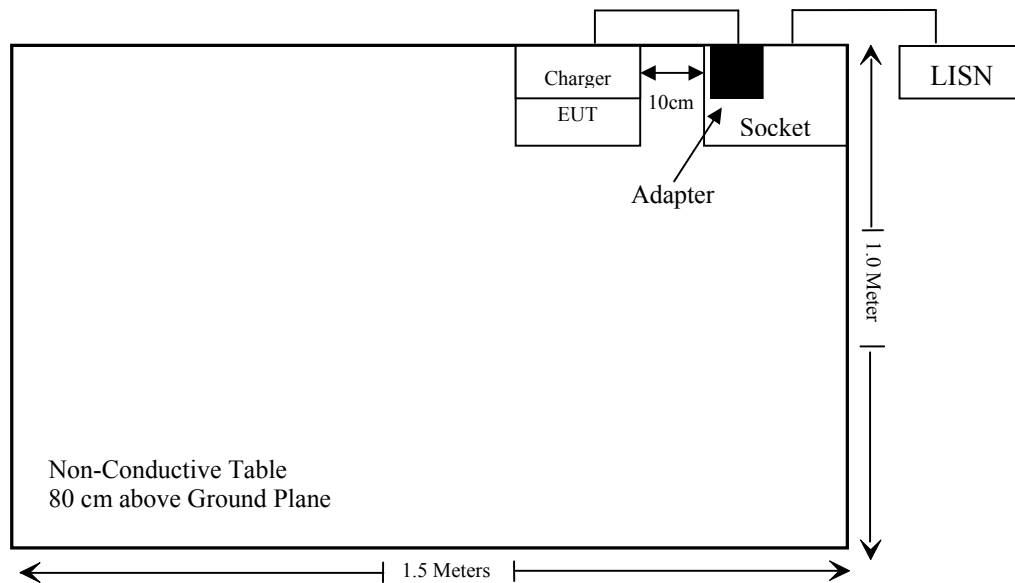 Charger
EUT
10cm
Socket
LISN
Adapter
1.0 Meter
Non-Conductive Table
80 cm above Ground Plane
1.5 Meters